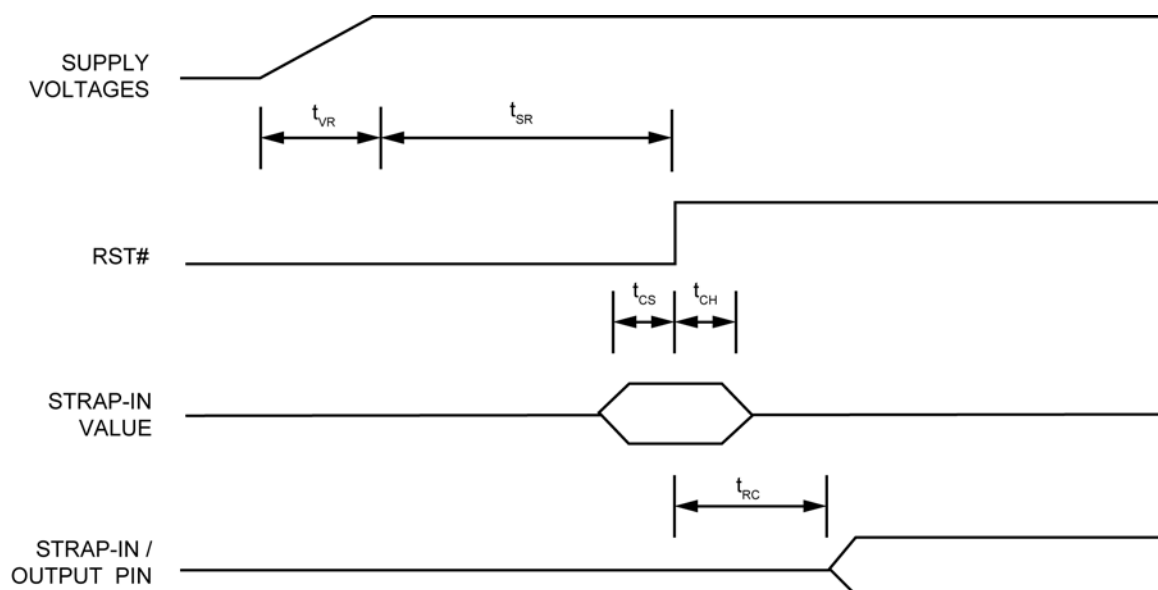 SUPPLY
VOLTAGES
tVR
tSR
RST#
tCS
tCH
STRAP-IN
VALUE
tRC
STRAP-IN /
OUTPUT PIN